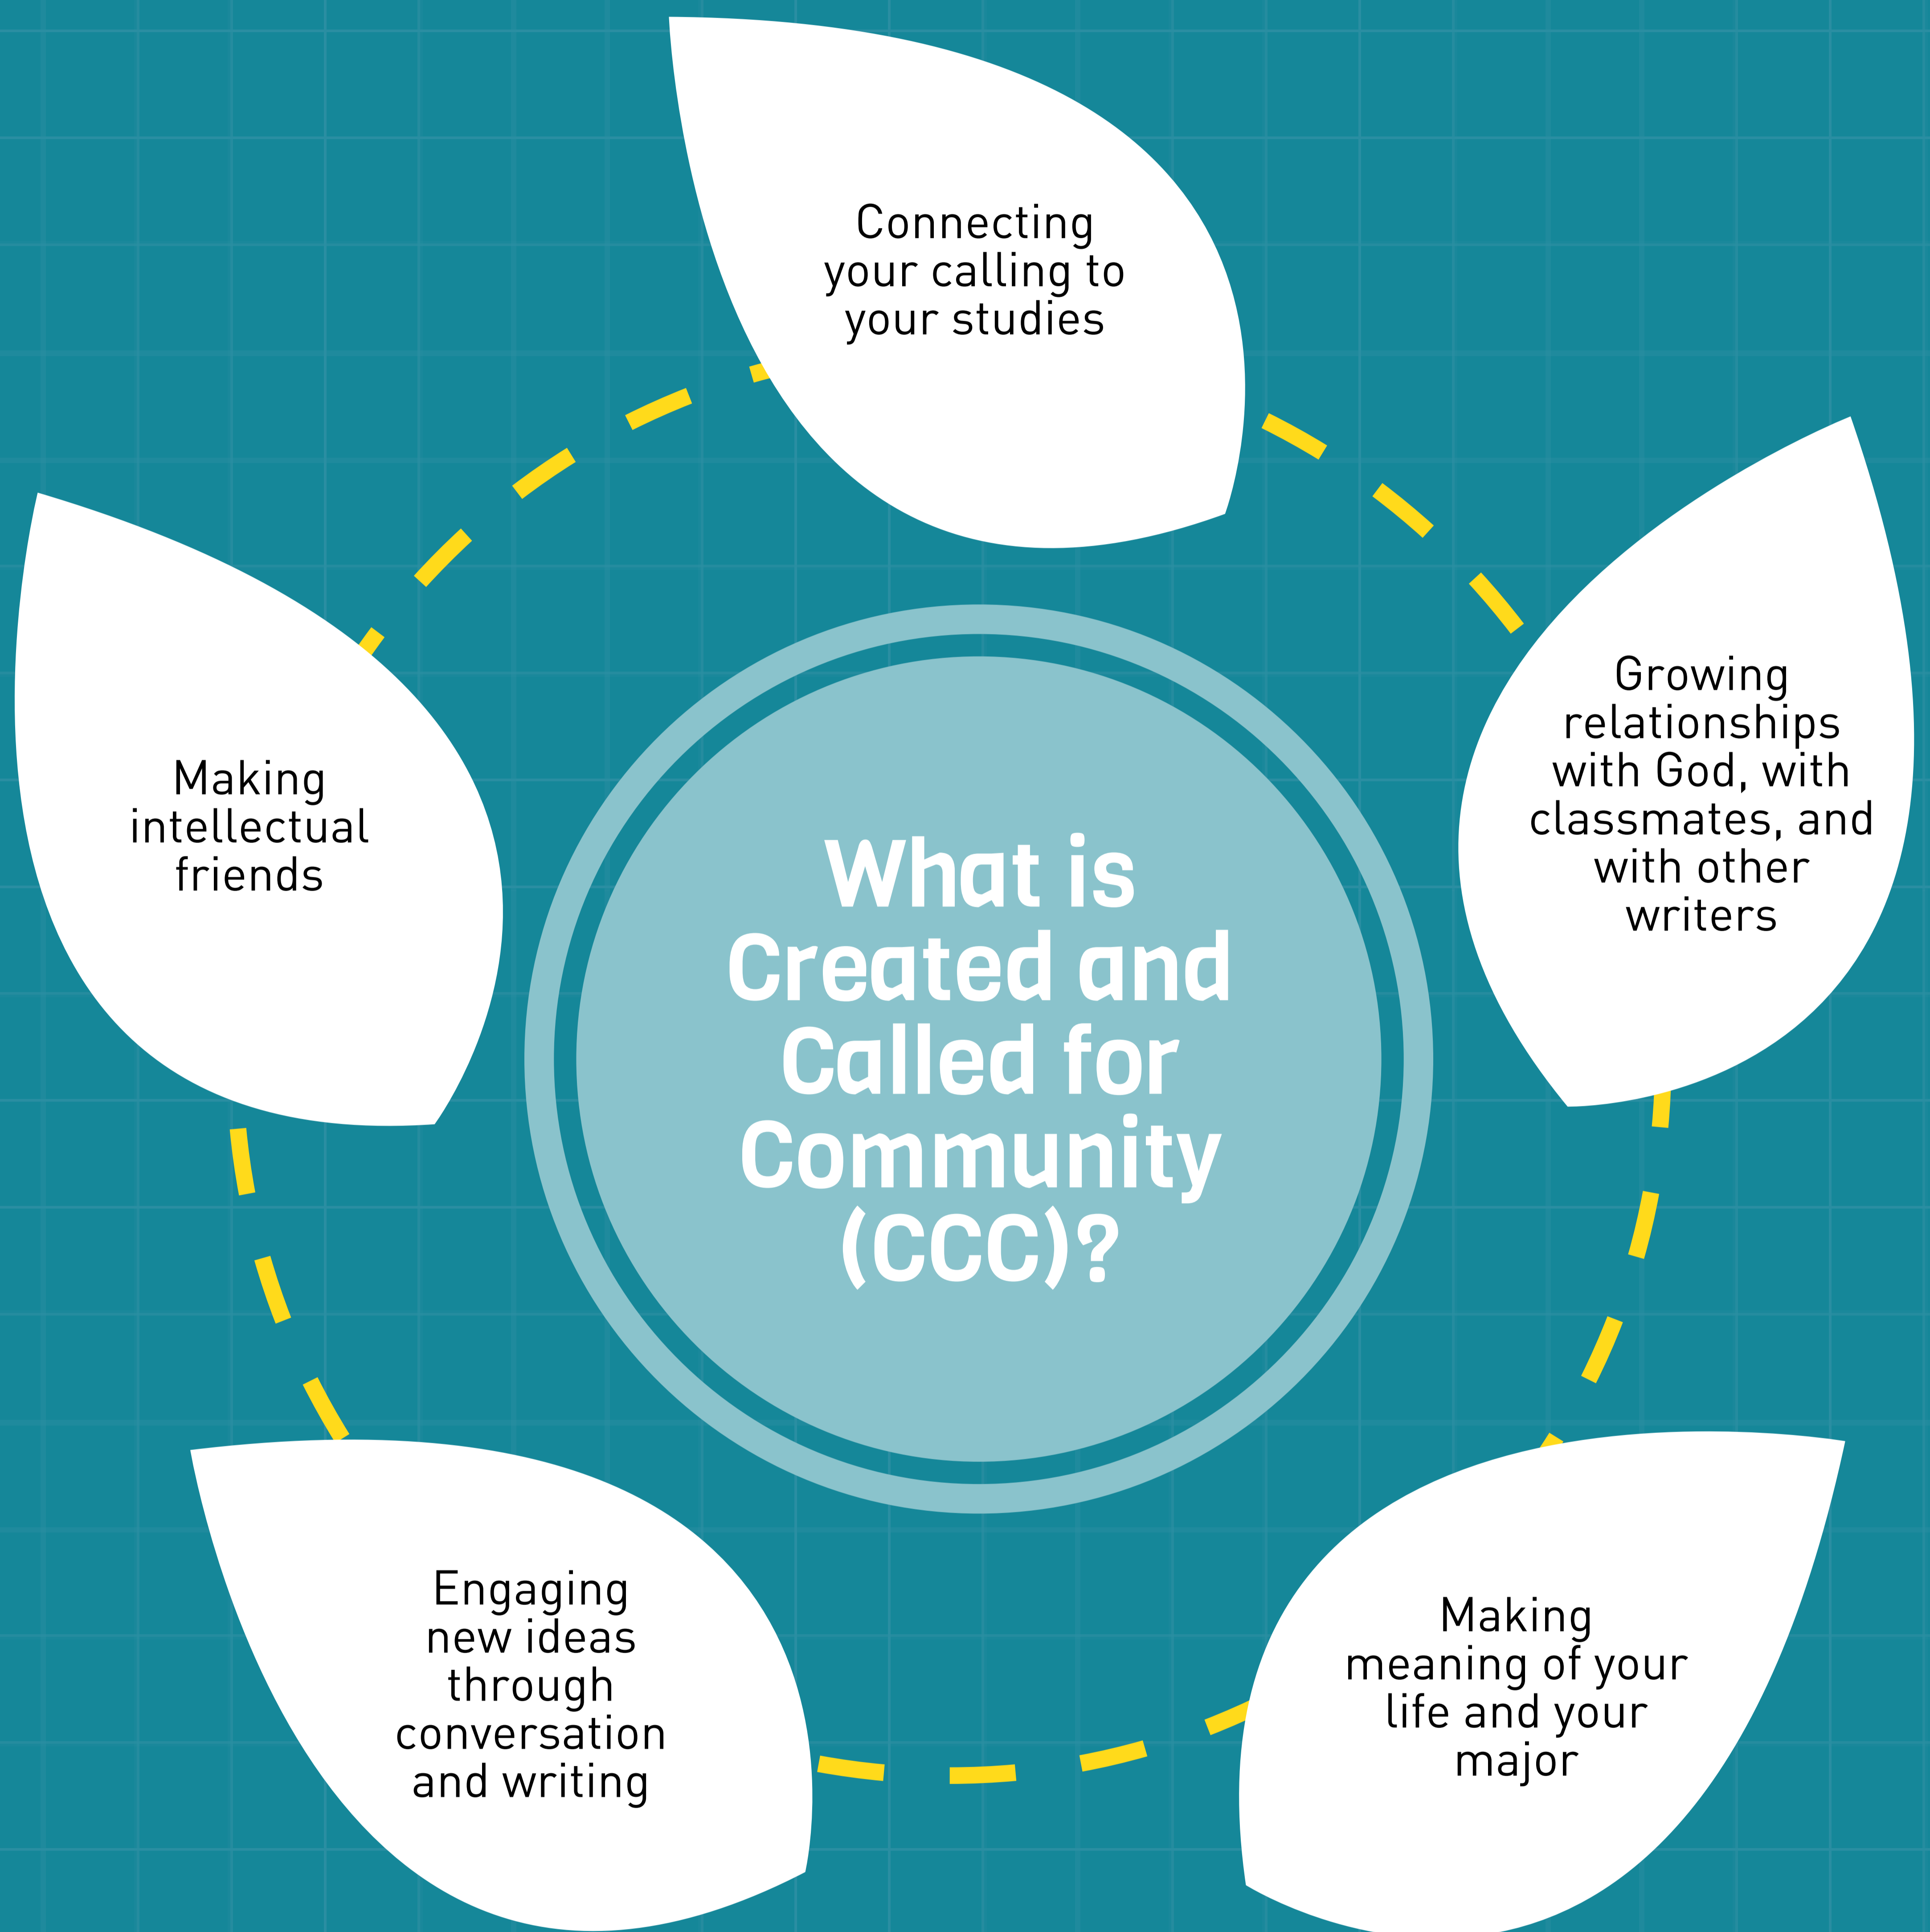 Connecting
your calling to
your studies
Growing
relationships
with God, with
classmates, and
with other
writers
Making
intellectual
friends
What is
Created and
Called for
Community
(CCC)?
Engaging
new ideas
through
conversation
and writing
Making
meaning of your
life and your
major